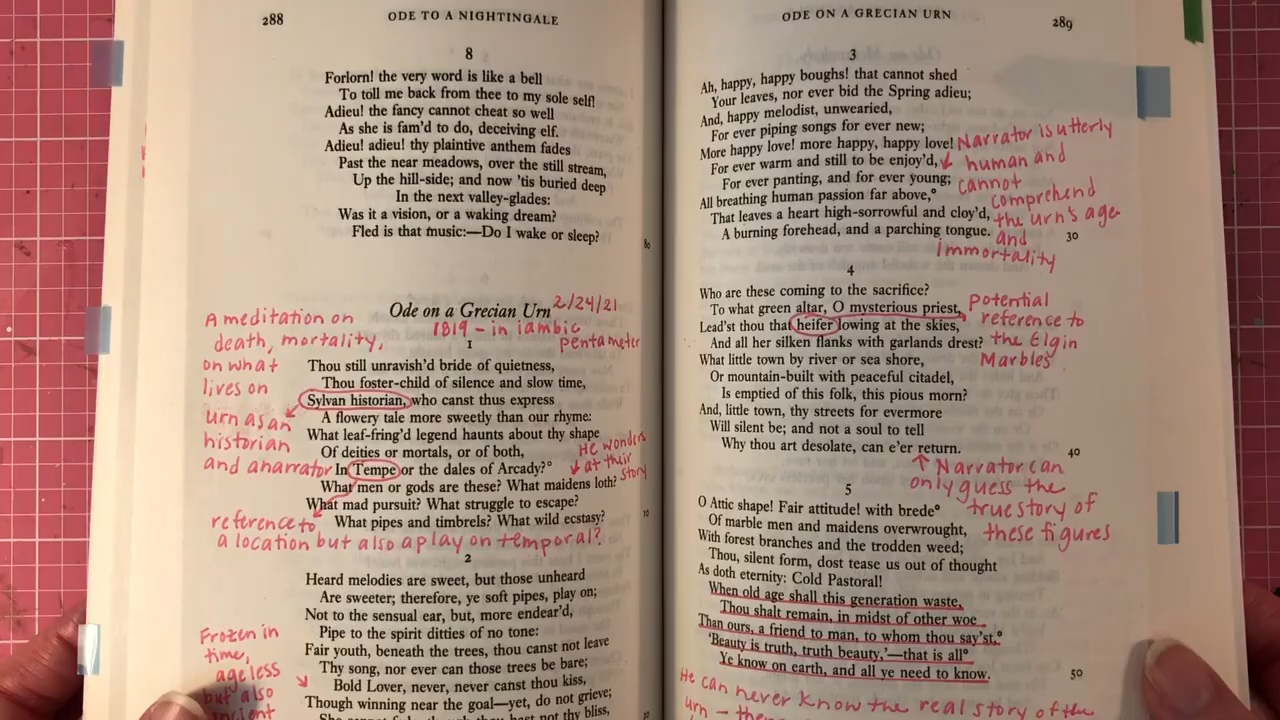 288
ODE TO A NIGHTINGALE
8
Forlorn! the very word is like a bell
To toll me back from thee to my sole self!
Adieu! the fancy cannot cheat so well
As she is fam'd to do, deceiving elf.
Adieu! adieu! thy plaintive anthem fades
Past the near meadows, over the still stream,
Up the hill-side; and now 'tis buried deep
In the next valley-glades:
Was it a vision, or a waking dream?
Fled is that music:—Do I wake or sleep?
80
Ode on a Grecian Urn
2/24/21
1819 - in iambic
pentameter
A meditation on
death, mortality,
on what
lives on
1
Thou still unravish'd bride of quietness,
Thou foster-child of silence and slow time,
Sylvan historian, who canst thus express
A flowery tale more sweetly than our rhyme:
What leaf-fring'd legend haunts about thy shape
Of deities or mortals, or of both,
In Tempe or the dales of Arcady?°
What men or gods are these? What maidens loth?
What mad pursuit? What struggle to escape?
What pipes and timbrels? What wild ecstasy?
10
urn as an
historian
and a narrator
He wonders
at their
story
reference to
a location but also a play on temporal?
2
Heard melodies are sweet, but those unheard
Are sweeter; therefore, ye soft pipes, play on;
Not to the sensual ear, but, more endear'd,
Pipe to the spirit ditties of no tone:
Fair youth, beneath the trees, thou canst not leave
Thy song, nor ever can those trees be bare;
Bold Lover, never, never canst thou kiss,
Though winning near the goal—yet, do not grieve;
Frozen in
time,
ageless
but also
ancient
ODE ON A GRECIAN URN
289
3
Ah, happy, happy boughs! that cannot shed
Your leaves, nor ever bid the Spring adieu;
And, happy melodist, unwearied,
For ever piping songs for ever new;
More happy love! more happy, happy love!
For ever warm and still to be enjoy'd,
For ever panting, and for ever young;
All breathing human passion far above,°
That leaves a heart high-sorrowful and cloy'd,
A burning forehead, and a parching tongue.
30
Narrator is utterly
human and
cannot
comprehend
the urn's age
and
immortality
4
Who are these coming to the sacrifice?
To what green altar, O mysterious priest,
Lead'st thou that heifer lowing at the skies,
And all her silken flanks with garlands drest?
What little town by river or sea shore,
Or mountain-built with peaceful citadel,
Is emptied of this folk, this pious morn?
And, little town, thy streets for evermore
Will silent be; and not a soul to tell
Why thou art desolate, can e'er return.
40
potential
reference to
the Elgin
Marbles
Narrator can
only guess the
true story of
these figures
5
O Attic shape! Fair attitude! with brede°
Of marble men and maidens overwrought,
With forest branches and the trodden weed;
Thou, silent form, dost tease us out of thought
As doth eternity: Cold Pastoral!
When old age shall this generation waste,
Thou shalt remain, in midst of other woe
Than ours, a friend to man, to whom thou say'st,°
'Beauty is truth, truth beauty,'—that is all°
Ye know on earth, and all ye need to know.
50
He can never know the real story of the